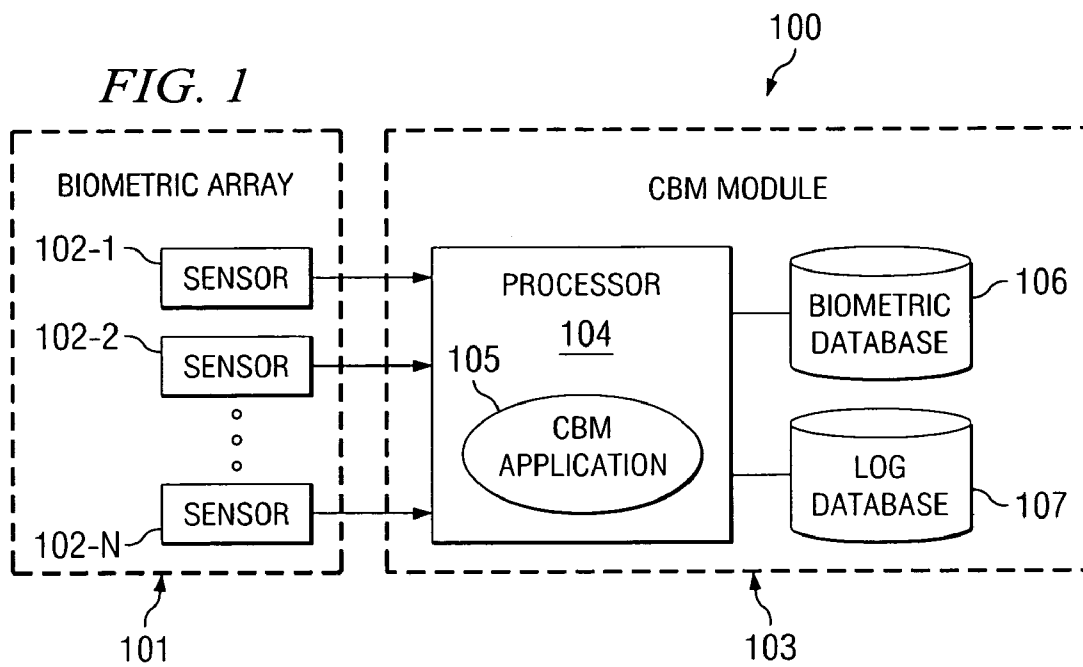 100
FIG. 1
BIOMETRIC ARRAY
CBM MODULE
102-1
SENSOR
102-2
SENSOR
102-N
SENSOR
PROCESSOR
104
105
CBM
APPLICATION
BIOMETRIC
DATABASE
106
LOG
DATABASE
107
101
103